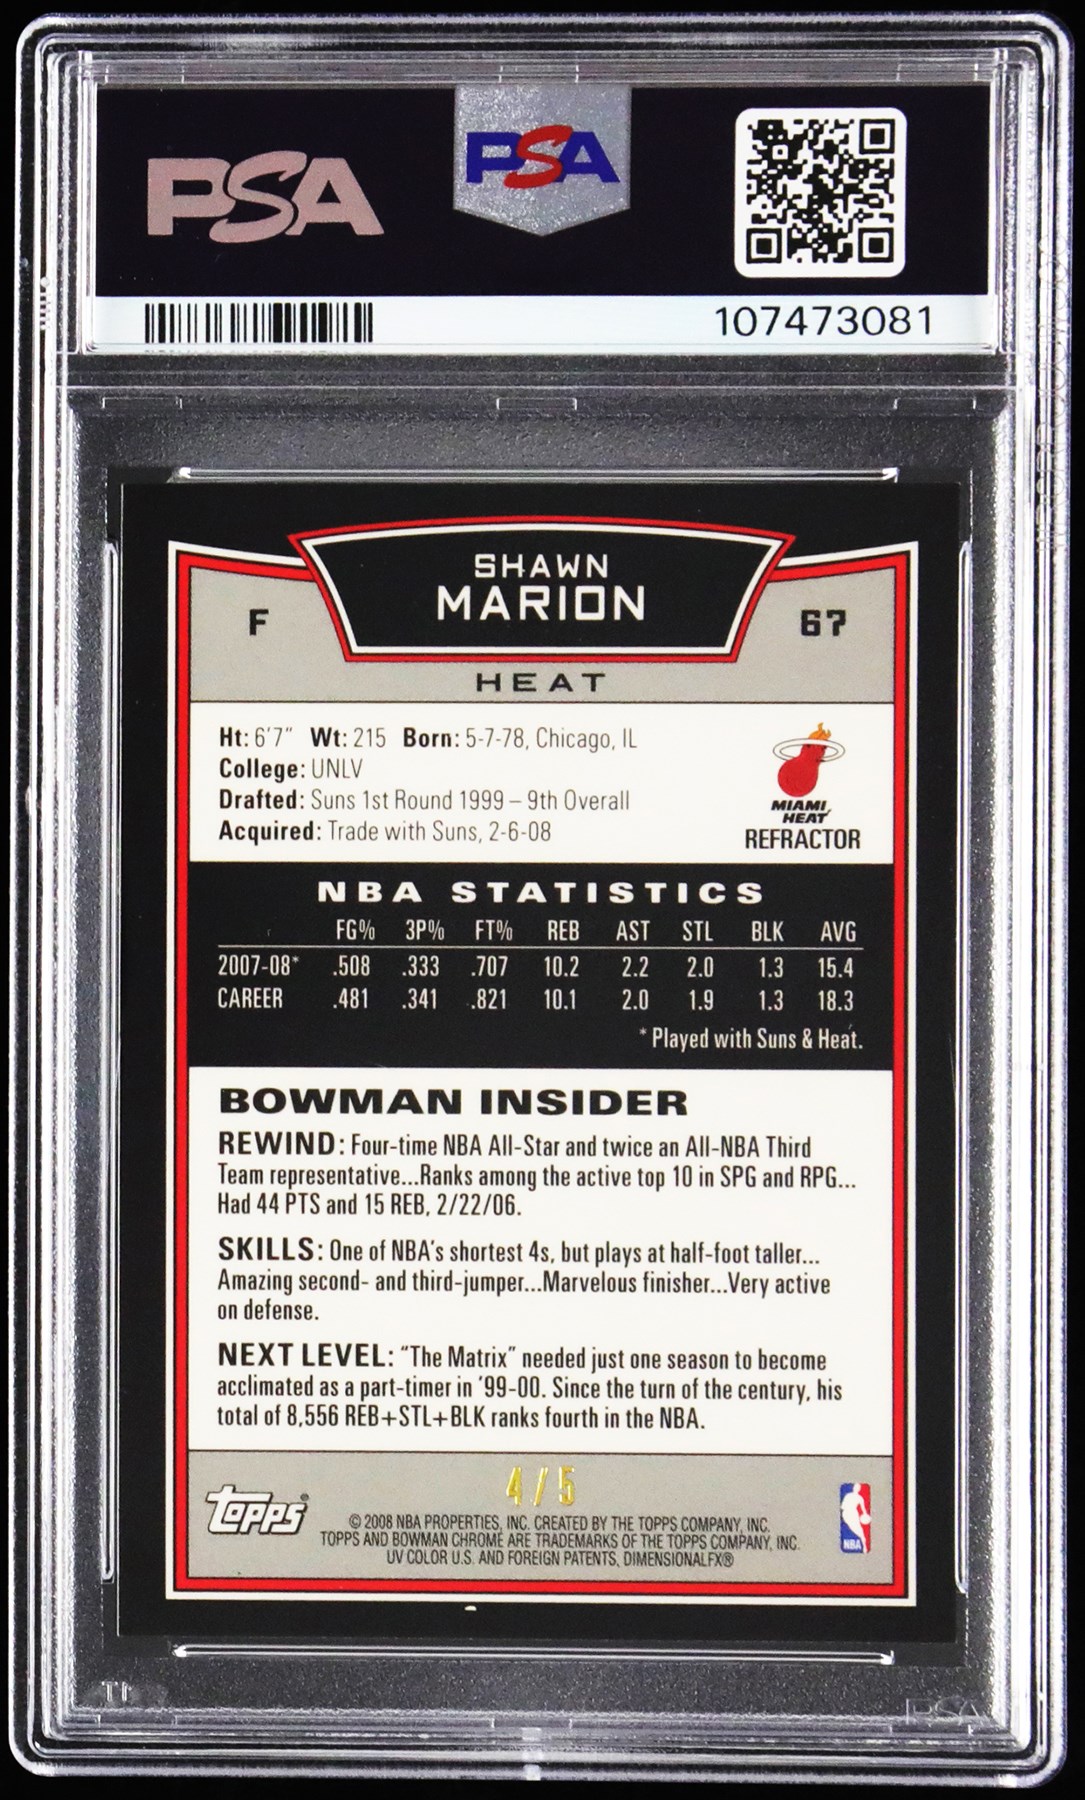 PSA
PSA
107473081
SHAWN
MARION
F
67
HEAT
Ht: 6'7" Wt: 215 Born: 5-7-78, Chicago, IL
College: UNLV
Drafted: Suns 1st Round 1999 – 9th Overall
Acquired: Trade with Suns, 2-6-08
MIAMI
HEAT
REFRACTOR
NBA STATISTICS
FG% 3P% FT% REB AST STL BLK AVG
2007-08* .508 .333 .707 10.2 2.2 2.0 1.3 15.4
CAREER .481 .341 .821 10.1 2.0 1.9 1.3 18.3
* Played with Suns & Heat.
BOWMAN INSIDER
REWIND: Four-time NBA All-Star and twice an All-NBA Third
Team representative...Ranks among the active top 10 in SPG and RPG...
Had 44 PTS and 15 REB, 2/22/06.
SKILLS: One of NBA's shortest 4s, but plays at half-foot taller...
Amazing second- and third-jumper...Marvelous finisher...Very active
on defense.
NEXT LEVEL: “The Matrix” needed just one season to become
acclimated as a part-timer in '99-00. Since the turn of the century, his
total of 8,556 REB+STL+BLK ranks fourth in the NBA.
4/5
Topps®
© 2008 NBA PROPERTIES, INC. CREATED BY THE TOPPS COMPANY, INC.
TOPPS AND BOWMAN CHROME ARE TRADEMARKS OF THE TOPPS COMPANY, INC.
UV COLOR U.S. AND FOREIGN PATENTS, DIMENSIONALFX®
NBA
PSA